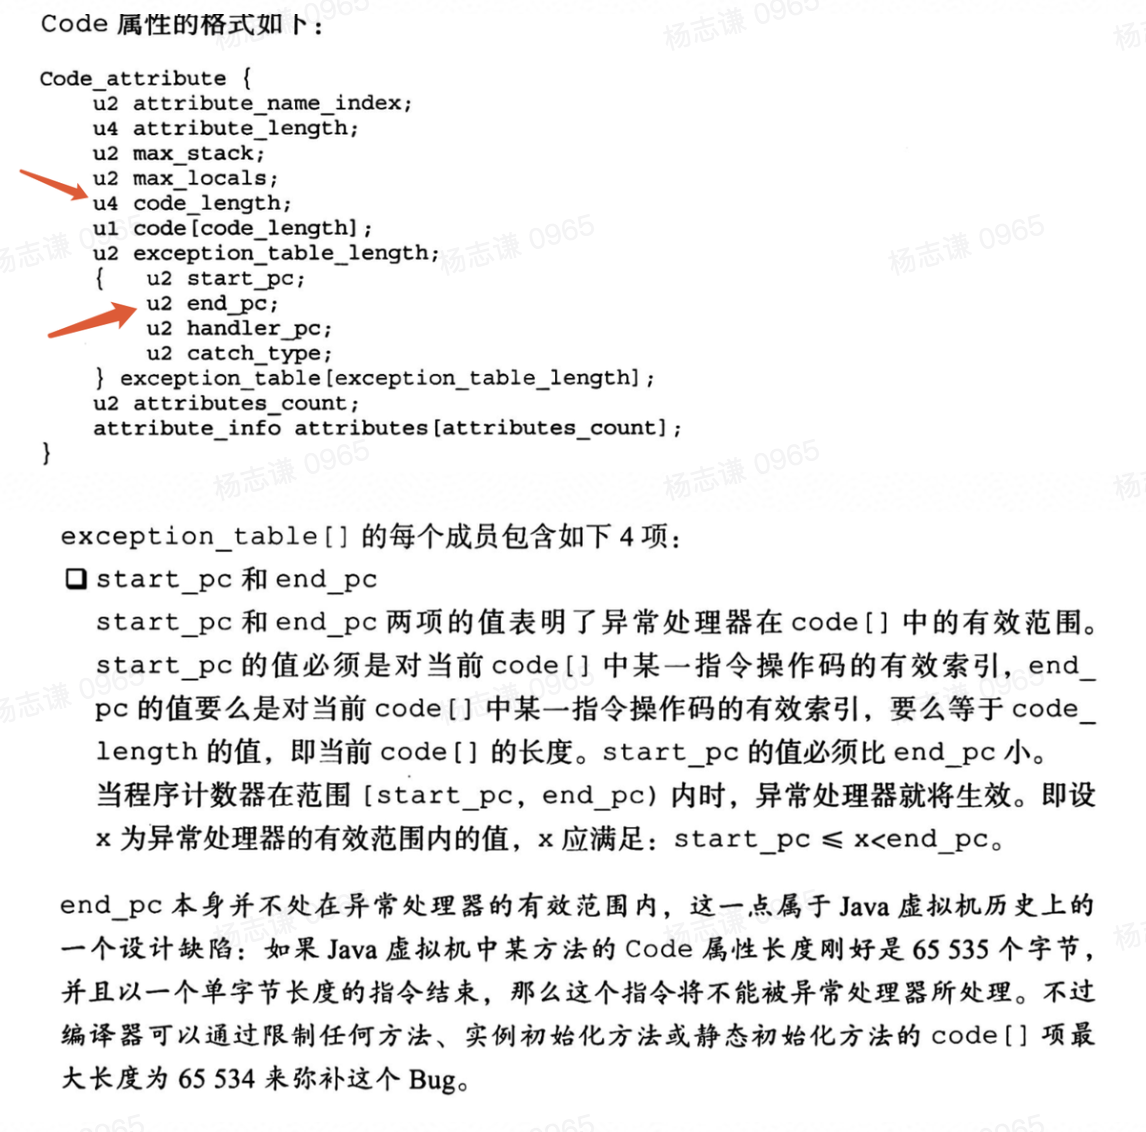 Code 属性的格式如下：
Code_attribute {
    u2 attribute_name_index;
    u4 attribute_length;
    u2 max_stack;
    u2 max_locals;
    u4 code_length;
    u1 code[code_length];
    u2 exception_table_length;
    {   u2 start_pc;
        u2 end_pc;
        u2 handler_pc;
        u2 catch_type;
    } exception_table[exception_table_length];
    u2 attributes_count;
    attribute_info attributes[attributes_count];
}
exception_table[] 的每个成员包含如下 4 项：
❏ start_pc 和 end_pc
start_pc 和 end_pc 两项的值表明了异常处理器在 code[] 中的有效范围。
start_pc 的值必须是对当前 code[] 中某一指令操作码的有效索引，end_
pc 的值要么是对当前 code[] 中某一指令操作码的有效索引，要么等于 code_
length 的值，即当前 code[] 的长度。start_pc 的值必须比 end_pc 小。
当程序计数器在范围 [start_pc, end_pc) 内时，异常处理器就将生效。即设
x 为异常处理器的有效范围内的值，x 应满足：start_pc ≤ x<end_pc。
end_pc 本身并不处在异常处理器的有效范围内，这一点属于 Java 虚拟机历史上的
一个设计缺陷：如果 Java 虚拟机中某方法的 Code 属性长度刚好是 65 535 个字节，
并且以一个单字节长度的指令结束，那么这个指令将不能被异常处理器所处理。不过
编译器可以通过限制任何方法、实例初始化方法或静态初始化方法的 code[] 项最
大长度为 65 534 来弥补这个 Bug。
杨志谦 0965